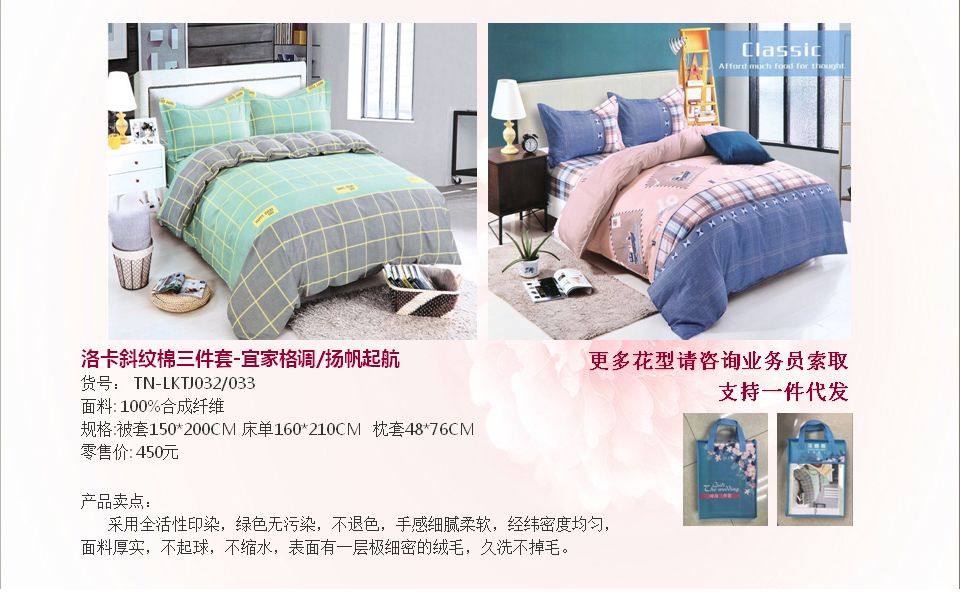 Classic
Afford much food for thought
洛卡斜纹棉三件套-宜家格调/扬帆起航
货号： TN-LKTJ032/033
面料: 100%合成纤维
规格:被套150*200CM 床单160*210CM 枕套48*76CM
零售价: 450元
更多花型请咨询业务员索取
支持一件代发
产品卖点：
采用全活性印染，绿色无污染，不退色，手感细腻柔软，经纬密度均匀，
面料厚实，不起球，不缩水，表面有一层极细密的绒毛，久洗不掉毛。